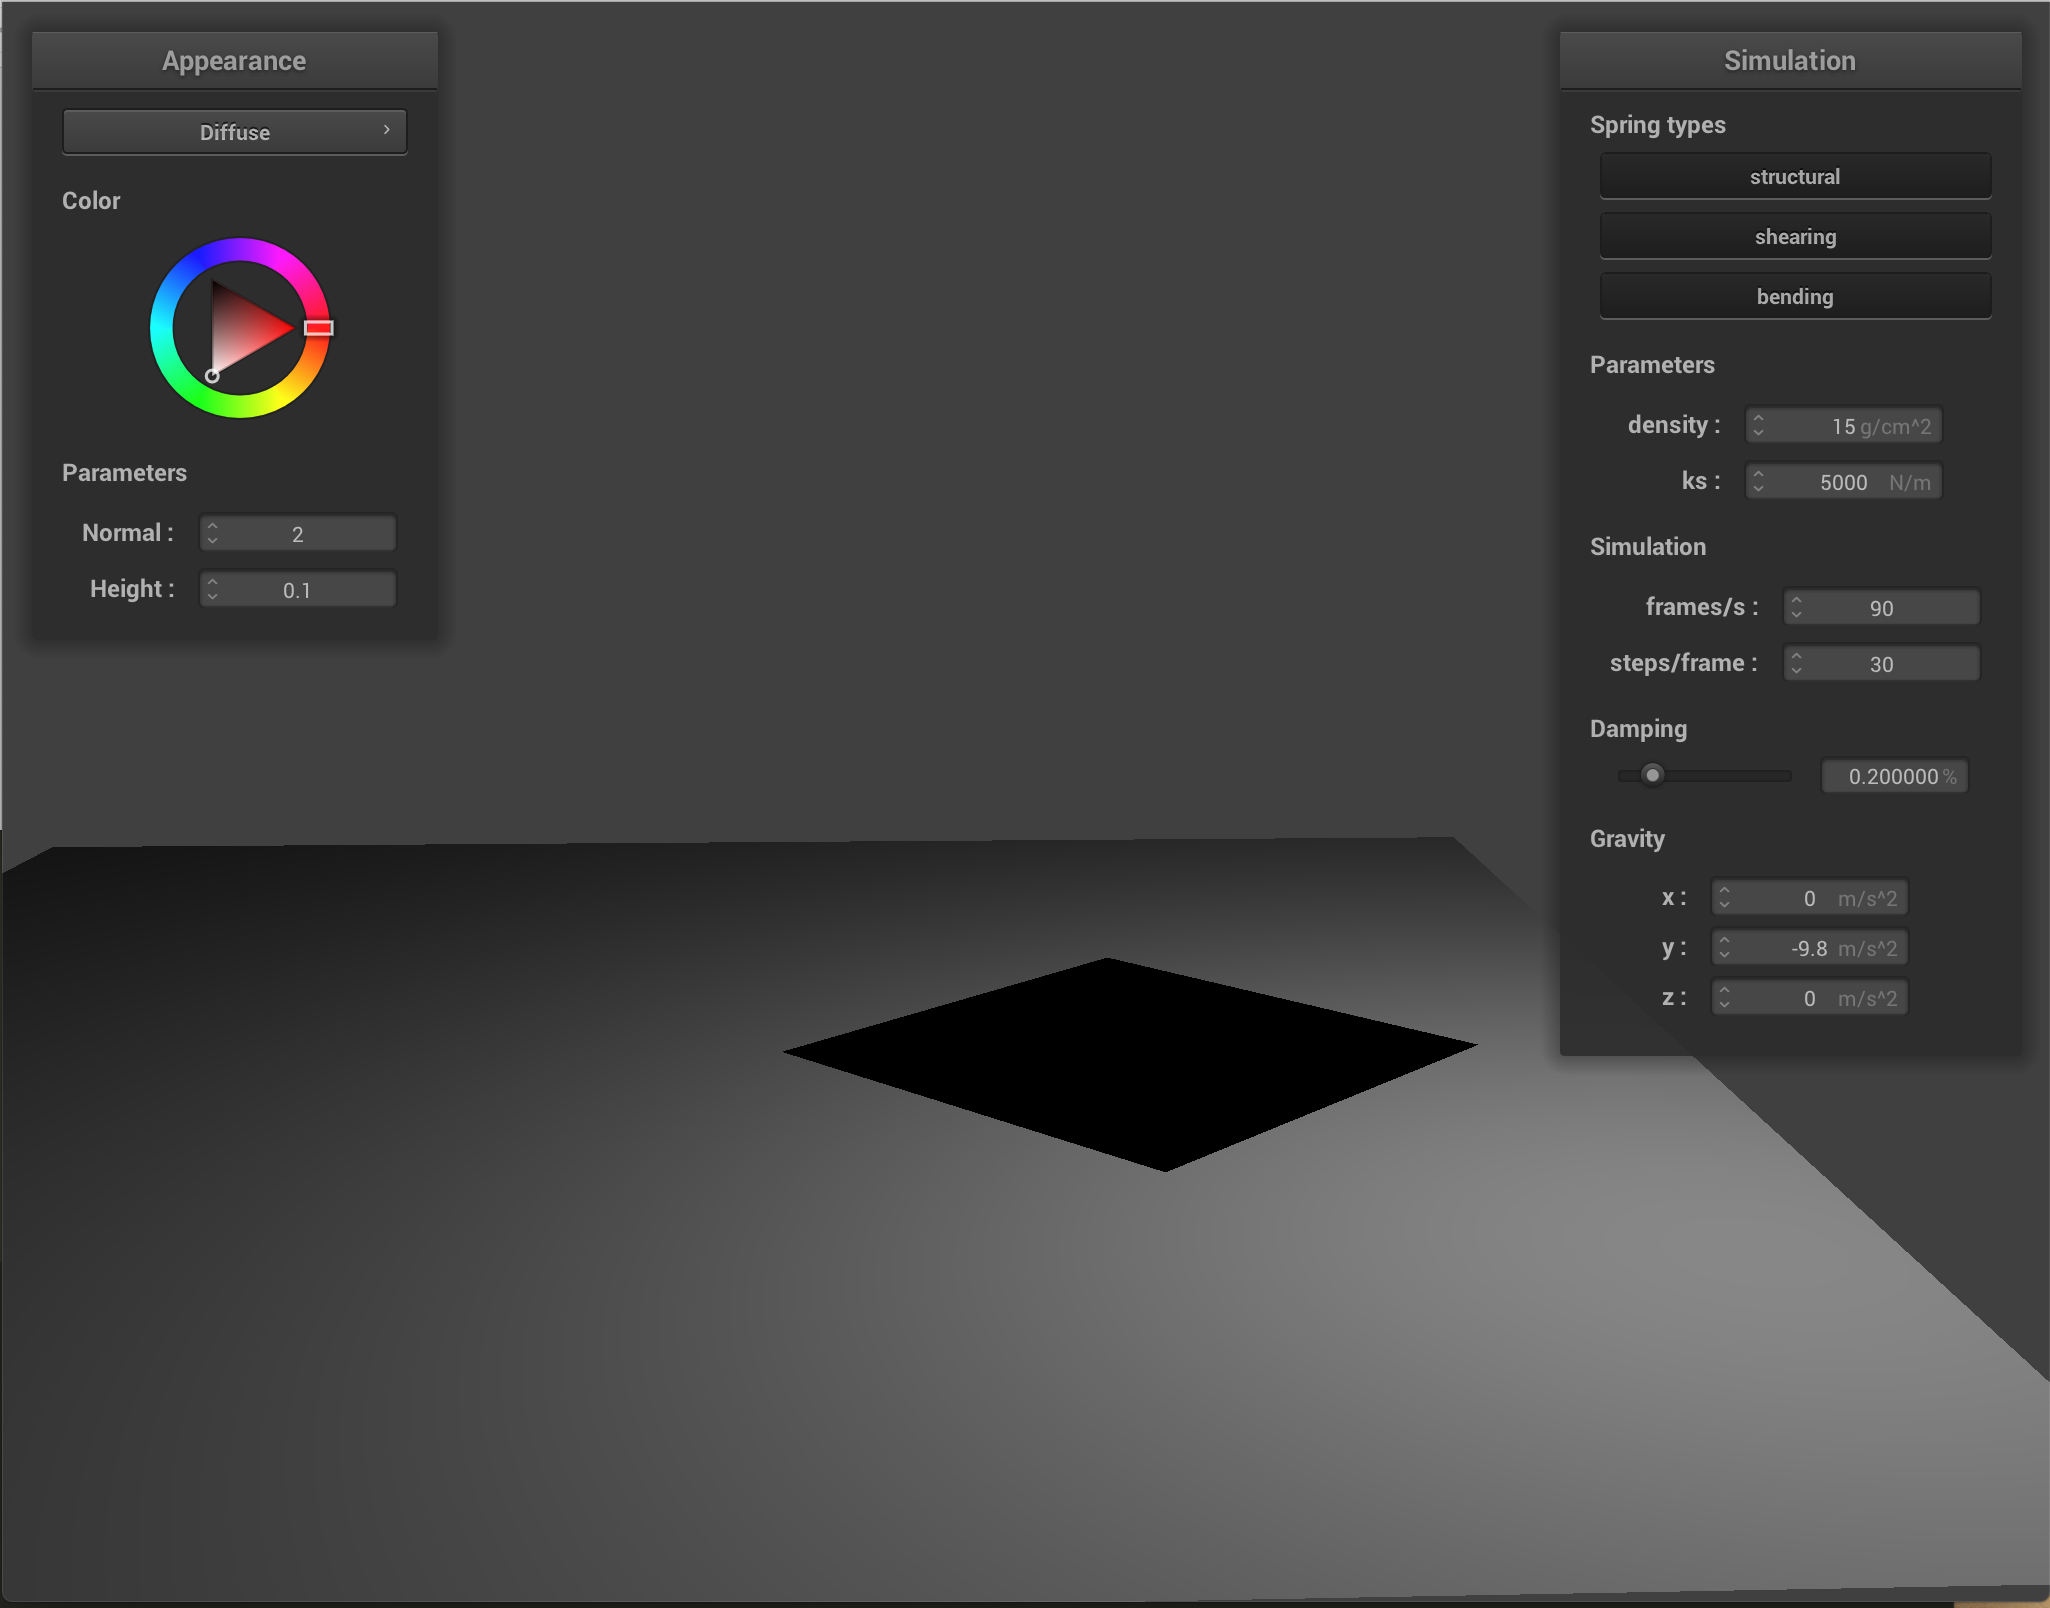 Appearance
Diffuse
Color
Parameters
Normal : 2
Height : 0.1
Simulation
Spring types
structural
shearing
bending
Parameters
density : 15 g/cm^2
ks : 5000 N/m
Simulation
frames/s : 90
steps/frame : 30
Damping
0.200000 %
Gravity
x : 0 m/s^2
y : -9.8 m/s^2
z : 0 m/s^2